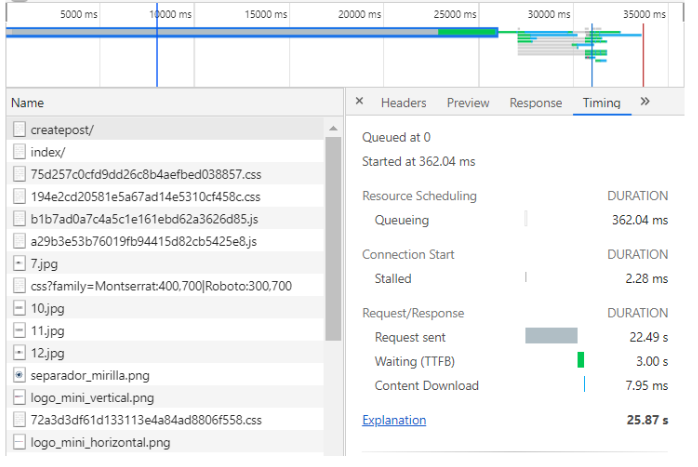 5000 ms 10000 ms 15000 ms 20000 ms 25000 ms 30000 ms 35000 ms
Name
createpost/
index/
75d257c0cfd9dd26c8b4aefbed038857.css
194e2cd20581e5a67ad14e5310cf458c.css
b1b7ad0a7c4a5c1e161ebd62a3626d85.js
a29b3e53b76019fb94415d82cb5425e8.js
7.jpg
css?family=Montserrat:400,700|Roboto:300,700
10.jpg
11.jpg
12.jpg
separador_mirilla.png
logo_mini_vertical.png
72a3d3df61d133113e4a84ad8806f558.css
logo_mini_horizontal.png
× Headers Preview Response Timing »
Queued at 0
Started at 362.04 ms
Resource Scheduling DURATION
Queueing 362.04 ms
Connection Start DURATION
Stalled 2.28 ms
Request/Response DURATION
Request sent 22.49 s
Waiting (TTFB) 3.00 s
Content Download 7.95 ms
Explanation 25.87 s